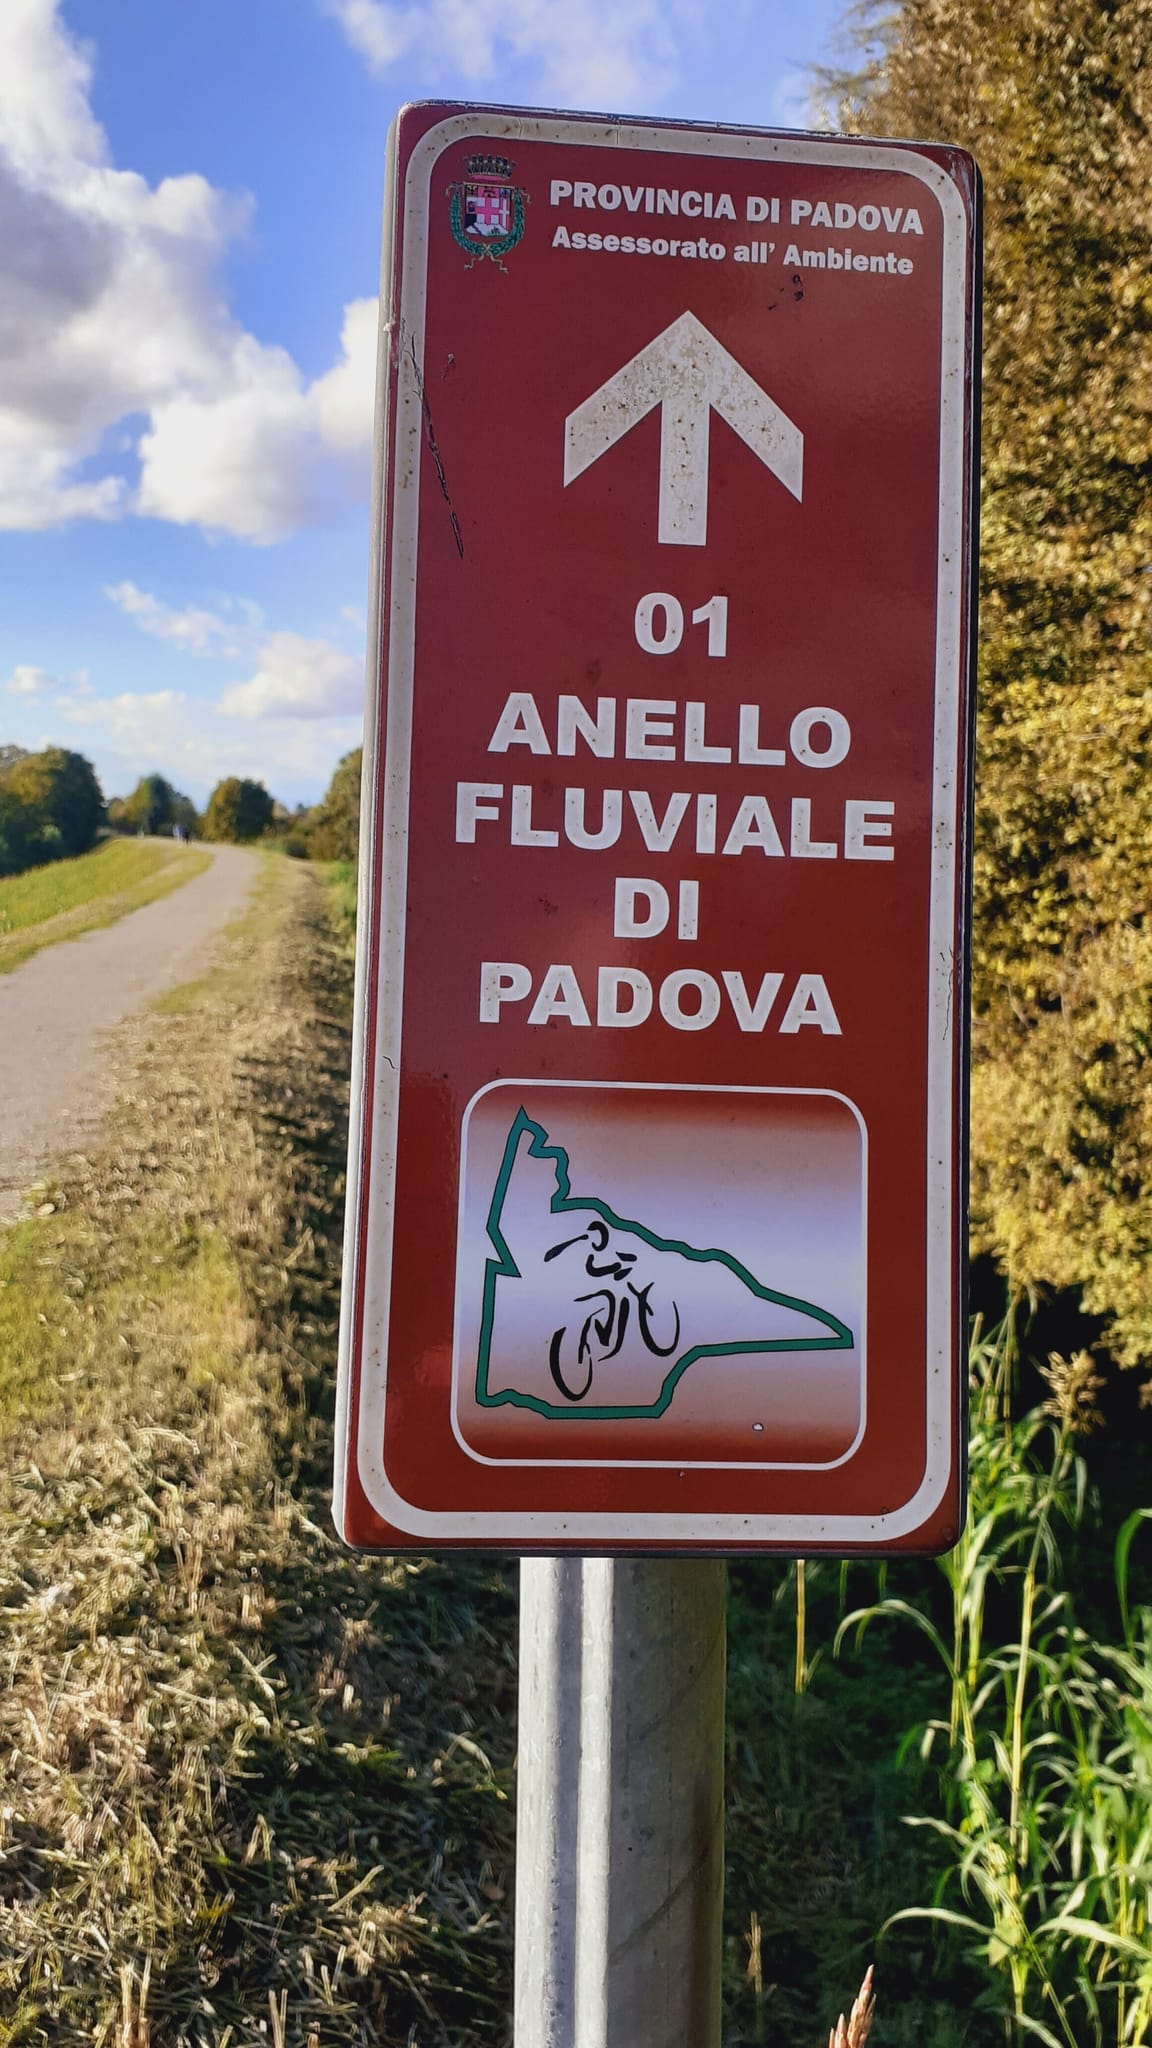 PROVINCIA DI PADOVA
Assessorato all' Ambiente
01
ANELLO
FLUVIALE
DI
PADOVA